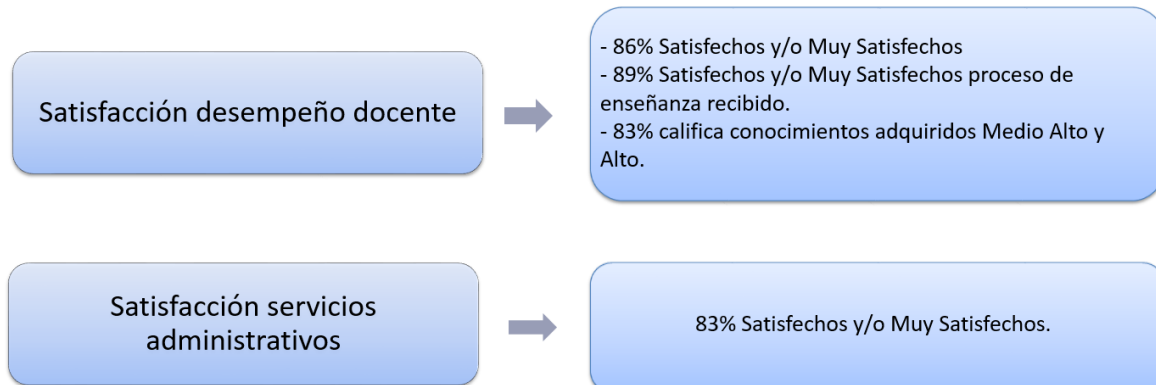 Satisfacción desempeño docente
- 86% Satisfechos y/o Muy Satisfechos
- 89% Satisfechos y/o Muy Satisfechos proceso de
enseñanza recibido.
- 83% califica conocimientos adquiridos Medio Alto y
Alto.
Satisfacción servicios
administrativos
83% Satisfechos y/o Muy Satisfechos.